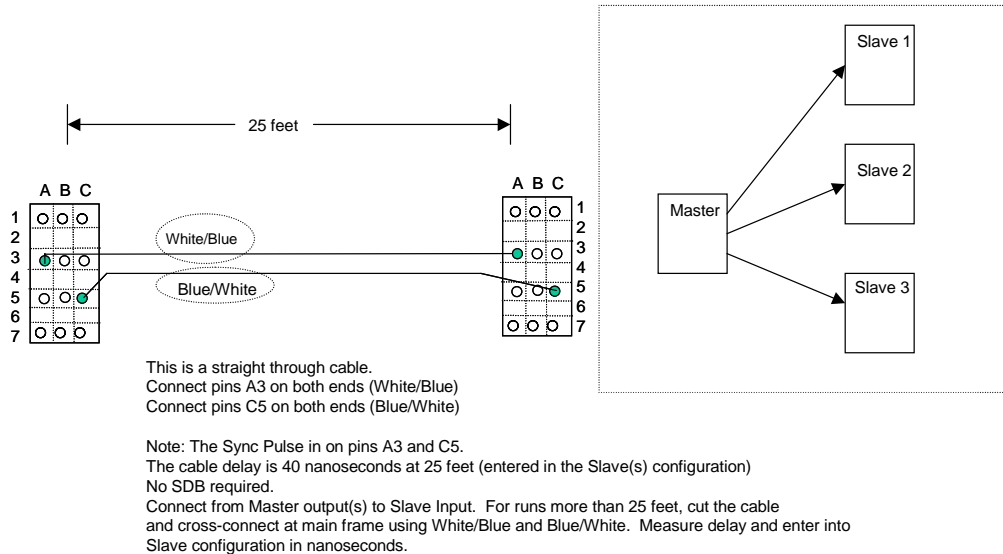 Slave 1
25 feet
Slave 2
Master
Slave 3
A B C
1
2
3
4
5
6
7
White/Blue
Blue/White
A B C
1
2
3
4
5
6
7
This is a straight through cable.
Connect pins A3 on both ends (White/Blue)
Connect pins C5 on both ends (Blue/White)
Note: The Sync Pulse in on pins A3 and C5.
The cable delay is 40 nanoseconds at 25 feet (entered in the Slave(s) configuration)
No SDB required.
Connect from Master output(s) to Slave Input.  For runs more than 25 feet, cut the cable
and cross-connect at main frame using White/Blue and Blue/White.  Measure delay and enter into
Slave configuration in nanoseconds.